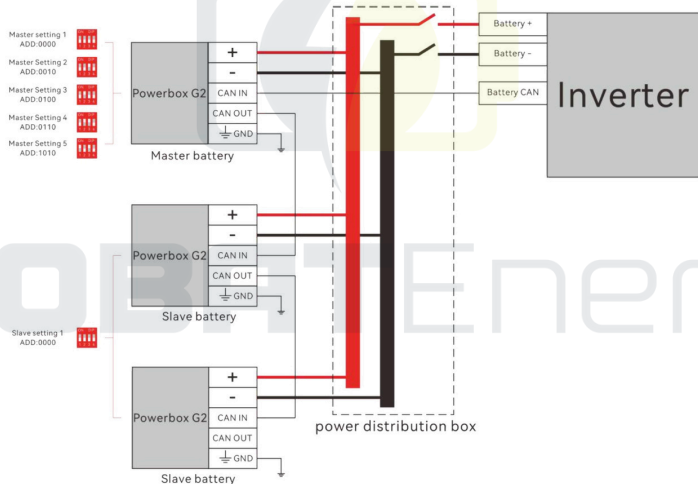 Master setting 1
ADD:0000
Master Setting 2
ADD:0010
Master Setting 3
ADD:0100
Master Setting 4
ADD:0110
Master Setting 5
ADD:1010
Powerbox G2
+
-
CAN IN
CAN OUT
GND
Master battery
Battery +
Battery -
Battery CAN
Inverter
Powerbox G2
+
-
CAN IN
CAN OUT
GND
Slave battery
Slave setting 1
ADD:0000
Powerbox G2
+
-
CAN IN
CAN OUT
GND
Slave battery
power distribution box